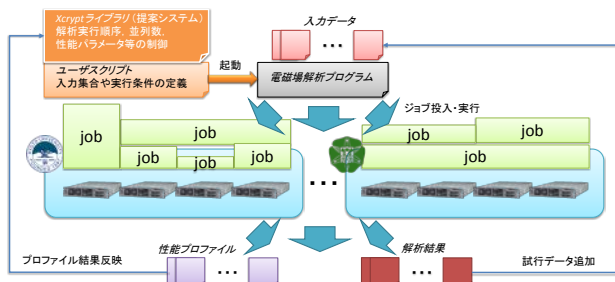 Xcryptライブラリ(提案システム)
解析実行順序, 並列数,
性能パラメータ等の制御
ユーザスクリプト
入力集合や実行条件の定義
起動
入力データ
...
電磁場解析プログラム
ジョブ投入・実行
job
job
job
job
job
job
job
job
...
性能プロファイル
...
解析結果
...
プロファイル結果反映
試行データ追加